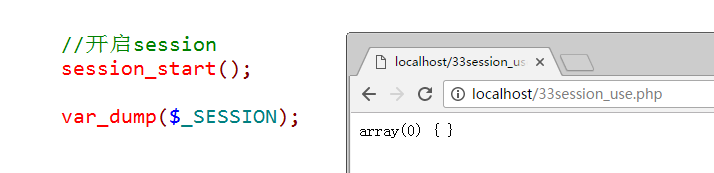 //开启session
session_start();
var_dump($_SESSION);
localhost/33session_us
localhost/33session_use.php
array(0) { }